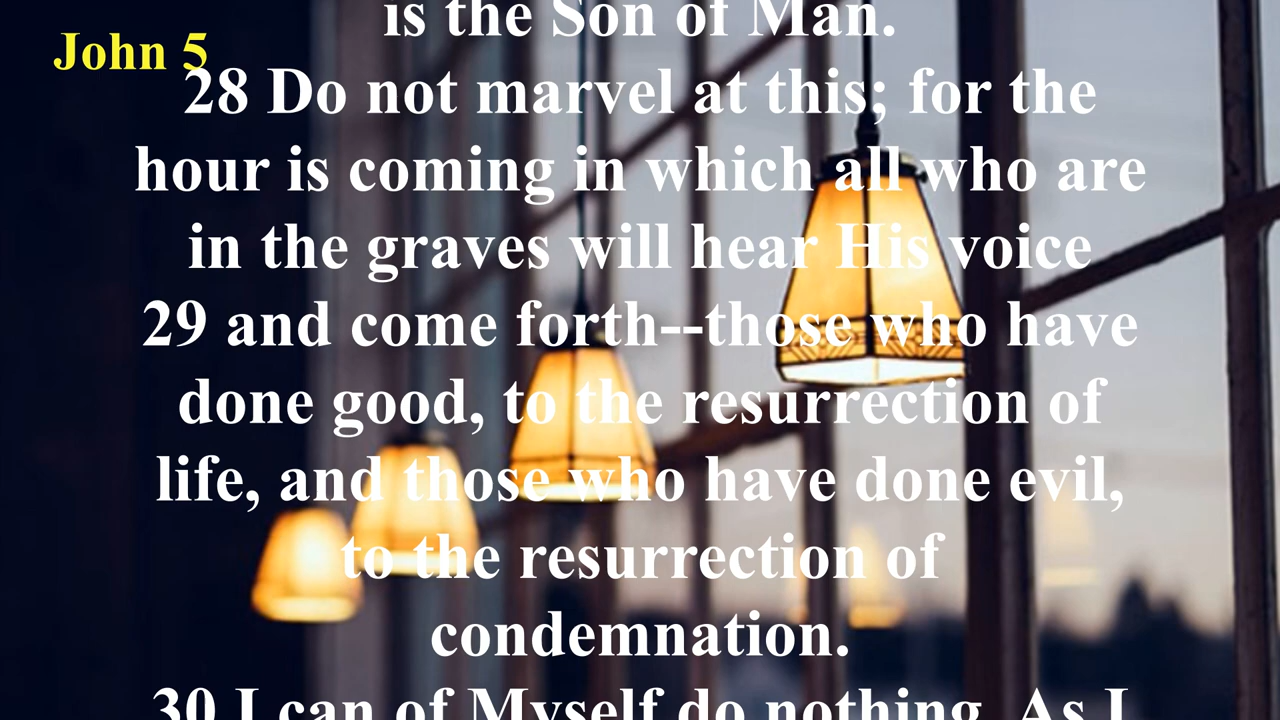 is the Son of Man.
John 5
28 Do not marvel at this; for the
hour is coming in which all who are
in the graves will hear His voice
29 and come forth--those who have
done good, to the resurrection of
life, and those who have done evil,
to the resurrection of
condemnation.
30 I can of Myself do nothing. As I